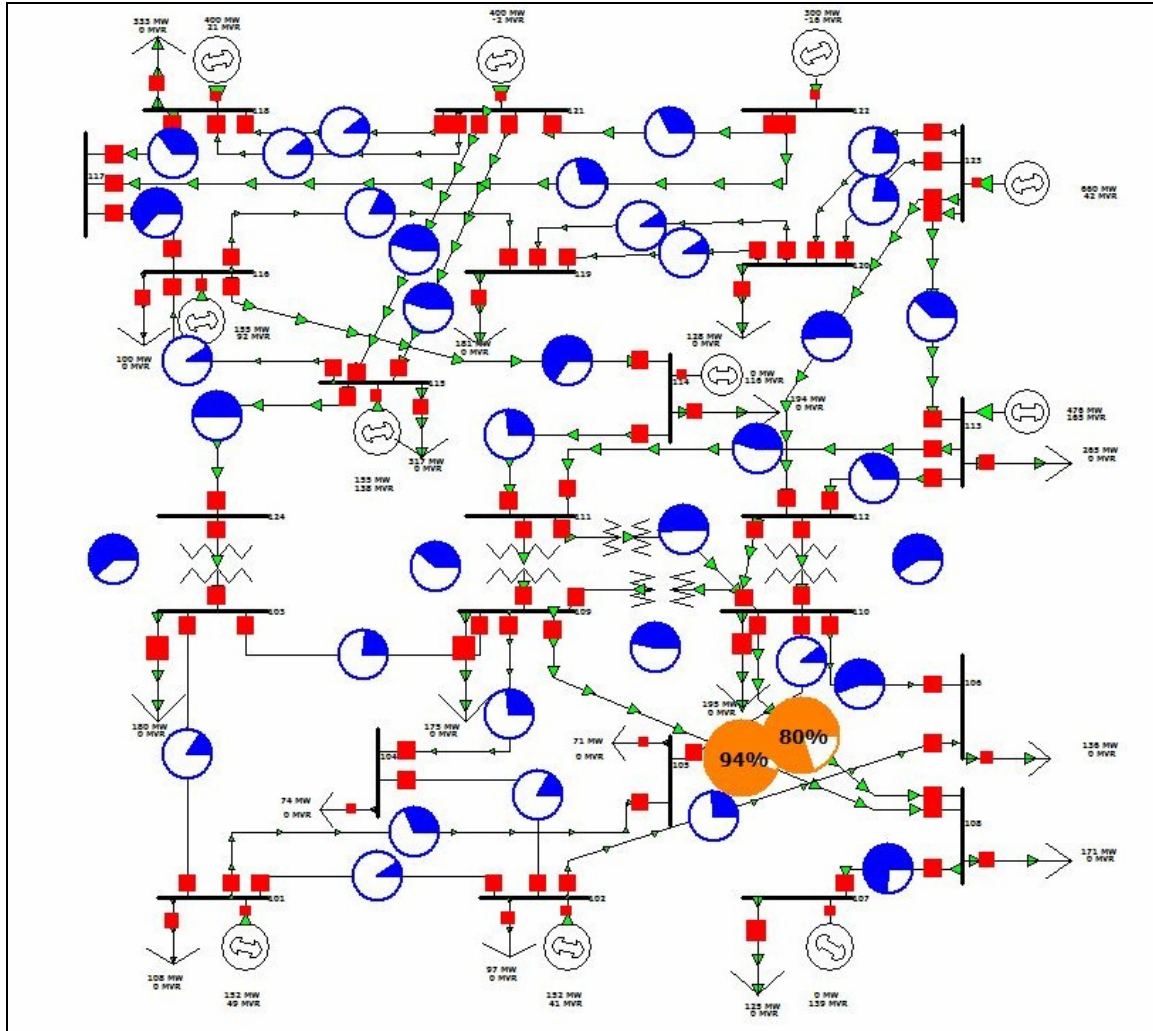 333 MW
0 MVR
400 MW
21 MVR
400 MW
-2 MVR
300 MW
-16 MVR
118
121
122
117
123
660 MW
42 MVR
116
119
120
155 MW
92 MVR
100 MW
0 MVR
181 MW
0 MVR
128 MW
0 MVR
115
114
0 MW
116 MVR
194 MW
0 MVR
113
476 MW
165 MVR
317 MW
0 MVR
155 MW
138 MVR
265 MW
0 MVR
124
111
112
103
109
110
180 MW
0 MVR
175 MW
0 MVR
195 MW
0 MVR
106
71 MW
0 MVR
104
105
94%
80%
136 MW
0 MVR
74 MW
0 MVR
108
171 MW
0 MVR
101
102
107
108 MW
0 MVR
97 MW
0 MVR
152 MW
49 MVR
152 MW
41 MVR
125 MW
0 MVR
0 MW
139 MVR